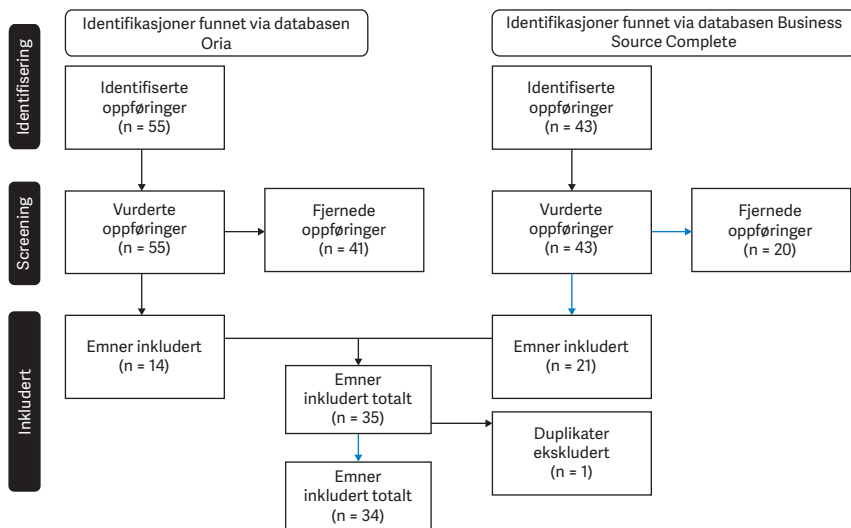 Identifisering
Identifikasjoner funnet via databasen
Oria
Identifikasjoner funnet via databasen Business
Source Complete
Identifiserte
oppføringer
(n = 55)
Identifiserte
oppføringer
(n = 43)
Screening
Vurderte
oppføringer
(n = 55)
Fjernede
oppføringer
(n = 41)
Vurderte
oppføringer
(n = 43)
Fjernede
oppføringer
(n = 20)
Inkludert
Emner inkludert
(n = 14)
Emner inkludert
(n = 21)
Emner
inkludert totalt
(n = 35)
Duplikater
ekskludert
(n = 1)
Emner
inkludert totalt
(n = 34)